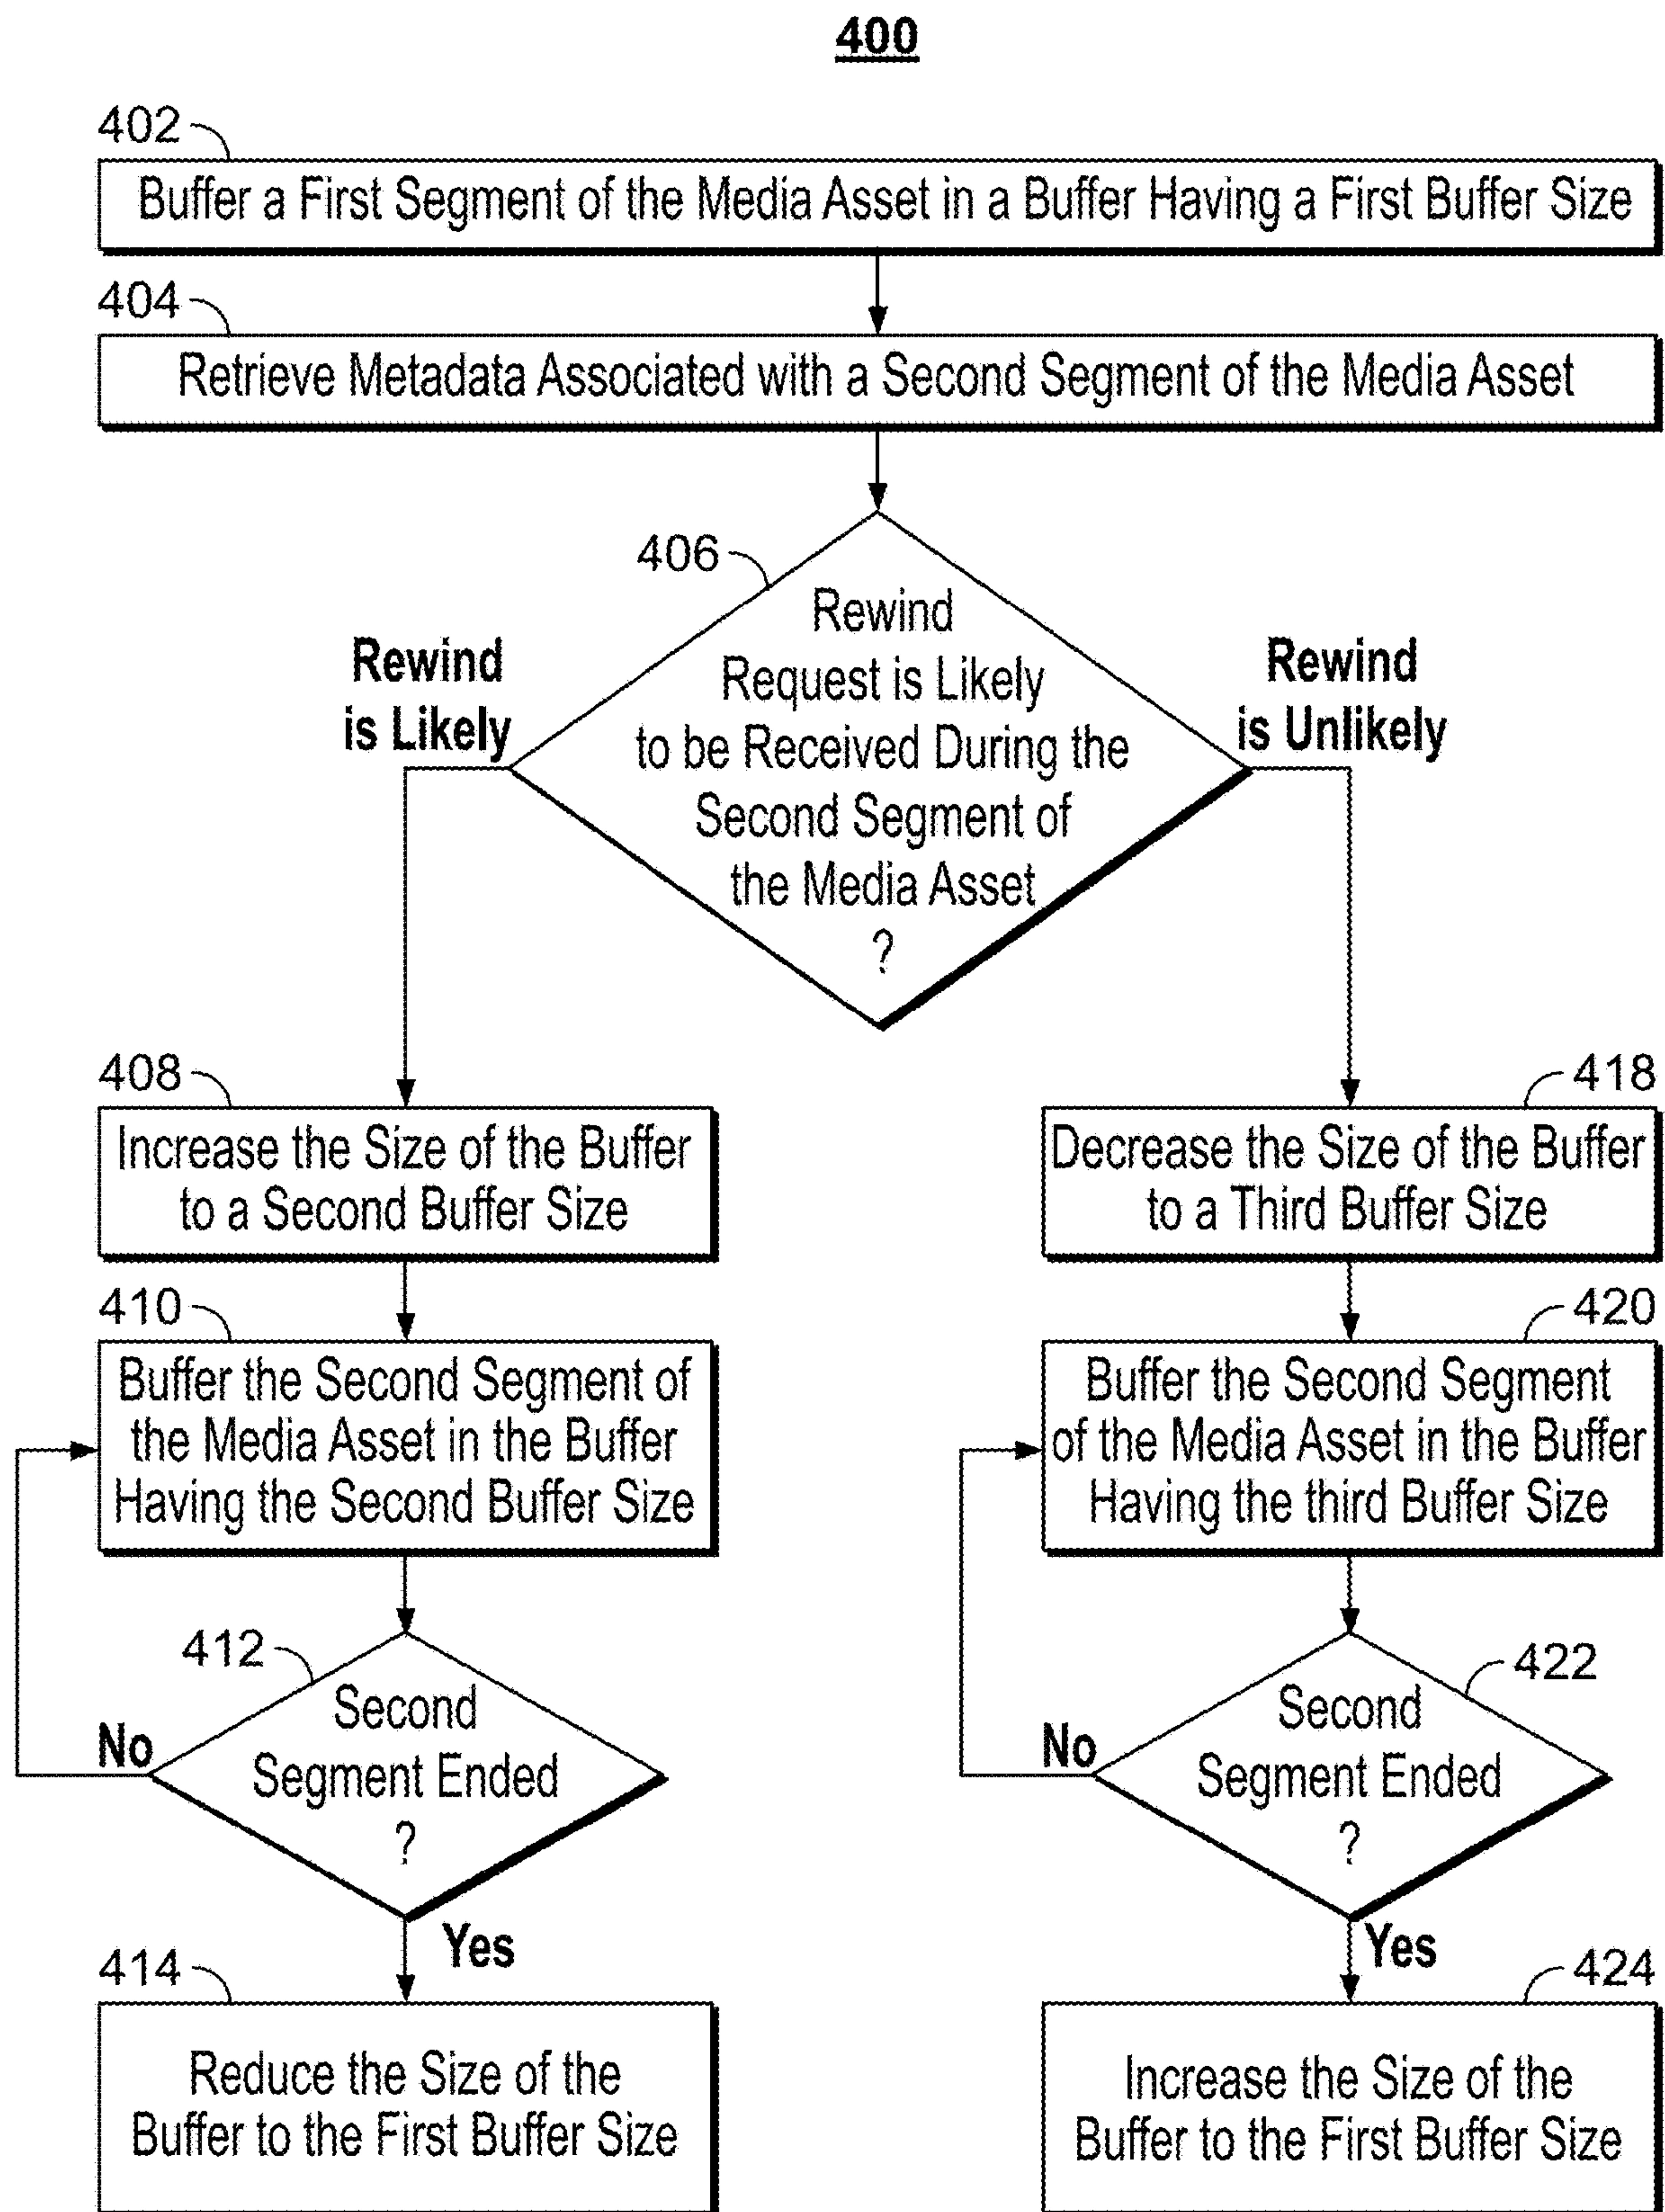 400
402
Buffer a First Segment of the Media Asset in a Buffer Having a First Buffer Size
404
Retrieve Metadata Associated with a Second Segment of the Media Asset
406
Rewind
Request is Likely
to be Received During the
Second Segment of
the Media Asset
?
Rewind
is Likely
Rewind
is Unlikely
408
Increase the Size of the Buffer
to a Second Buffer Size
410
Buffer the Second Segment of
the Media Asset in the Buffer
Having the Second Buffer Size
412
Second
Segment Ended
?
No
Yes
414
Reduce the Size of the
Buffer to the First Buffer Size
418
Decrease the Size of the Buffer
to a Third Buffer Size
420
Buffer the Second Segment
of the Media Asset in the Buffer
Having the third Buffer Size
422
Second
Segment Ended
?
No
Yes
424
Increase the Size of the
Buffer to the First Buffer Size